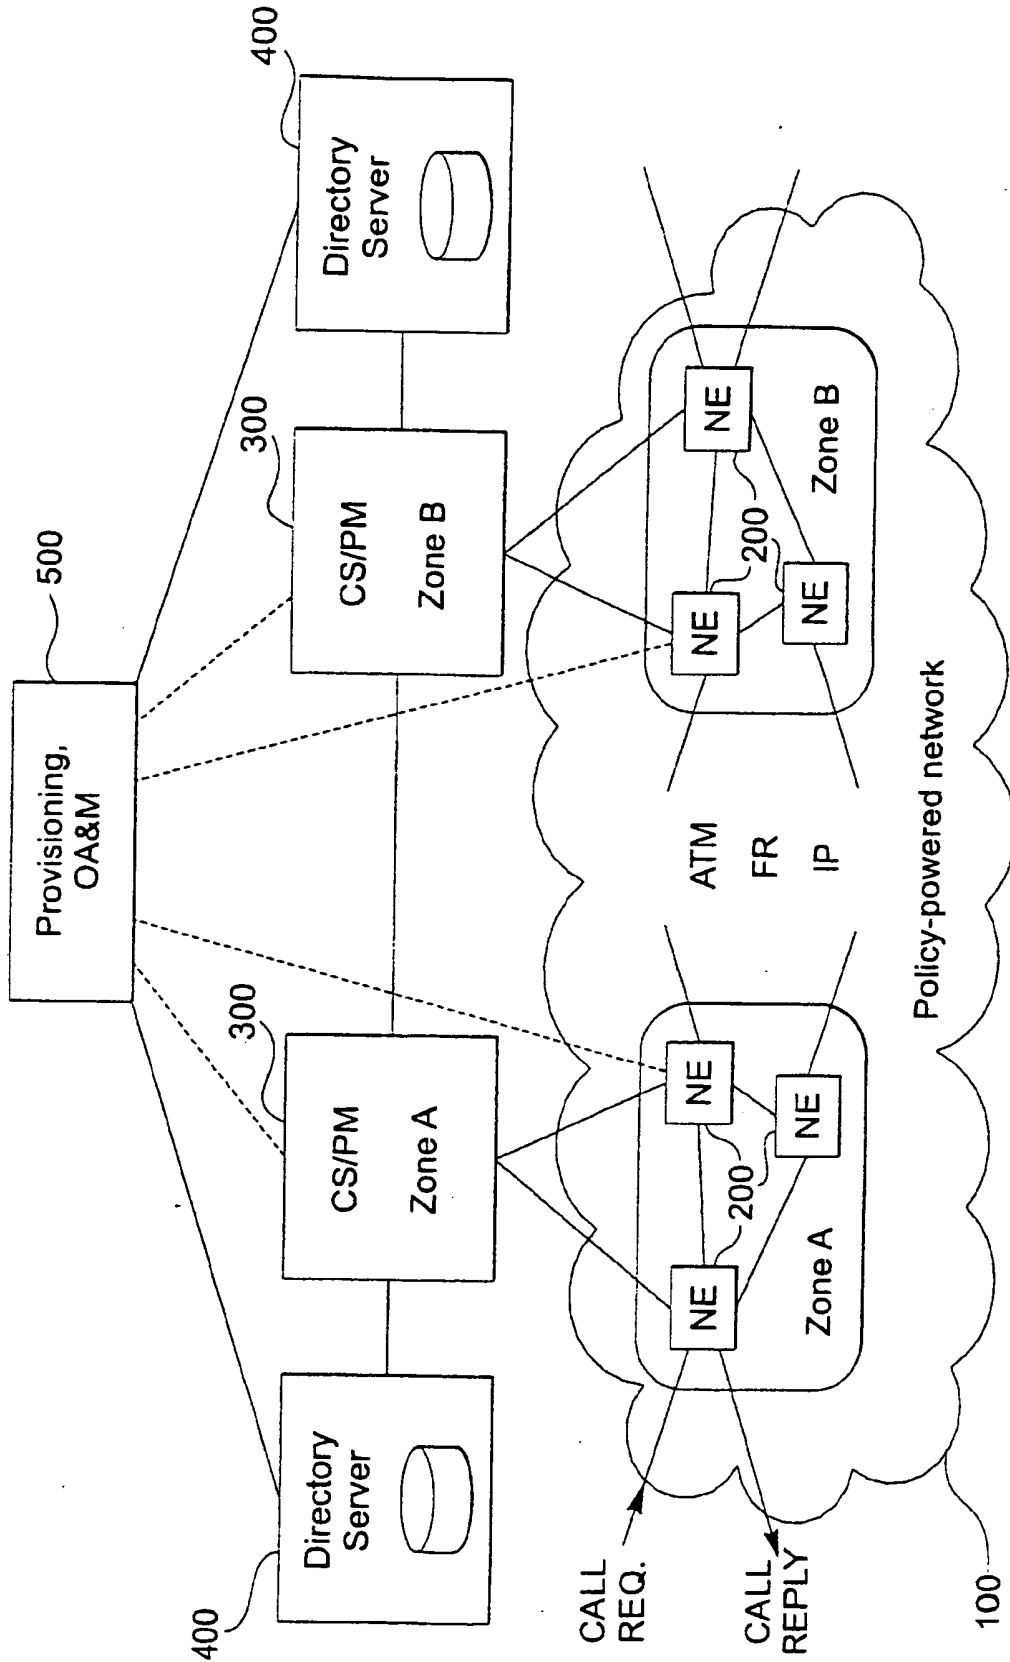 Provisioning,
OA&M
500
400
Directory
Server
300
CS/PM
Zone A
300
CS/PM
Zone B
400
Directory
Server
CALL
REQ.
CALL
REPLY
NE
NE
NE
200
Zone A
ATM
FR
IP
NE
NE
NE
200
Zone B
Policy-powered network
100